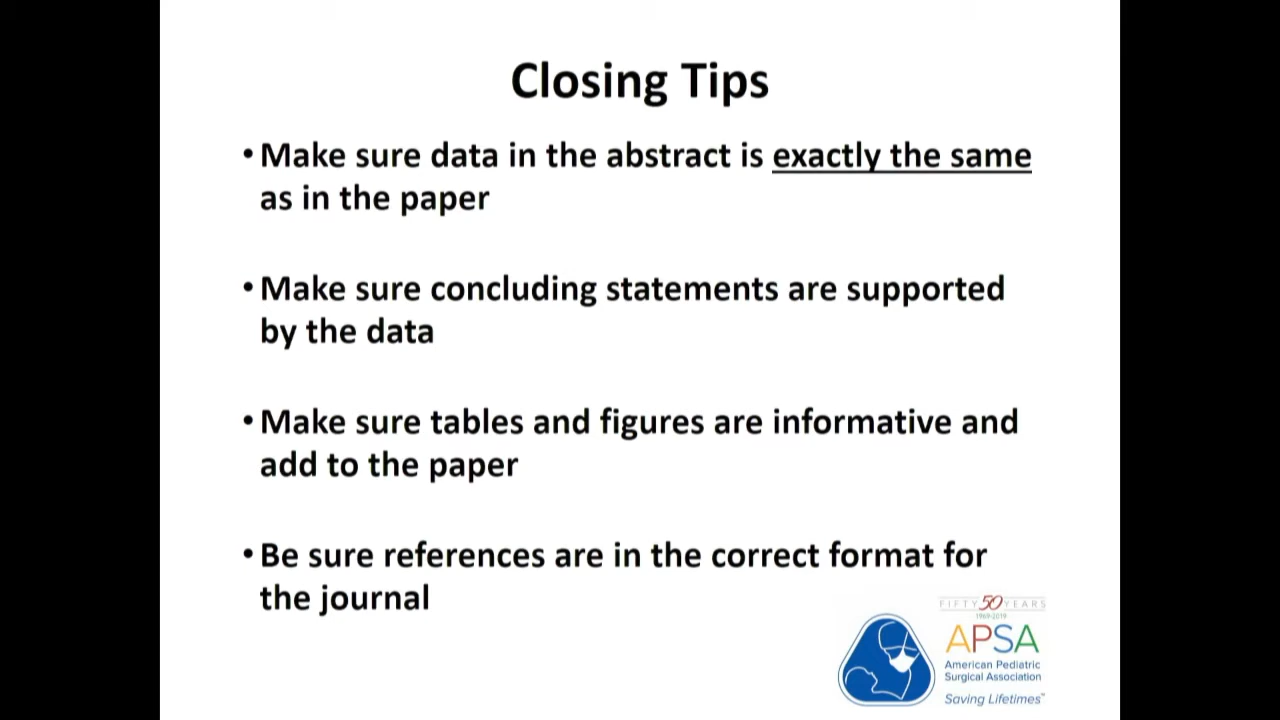 Closing Tips
• Make sure data in the abstract is exactly the same
as in the paper
• Make sure concluding statements are supported
by the data
• Make sure tables and figures are informative and
add to the paper
• Be sure references are in the correct format for
the journal
FIFTY 50 YEARS
1969-2019
APSA
American Pediatric
Surgical Association
Saving Lifetimes™